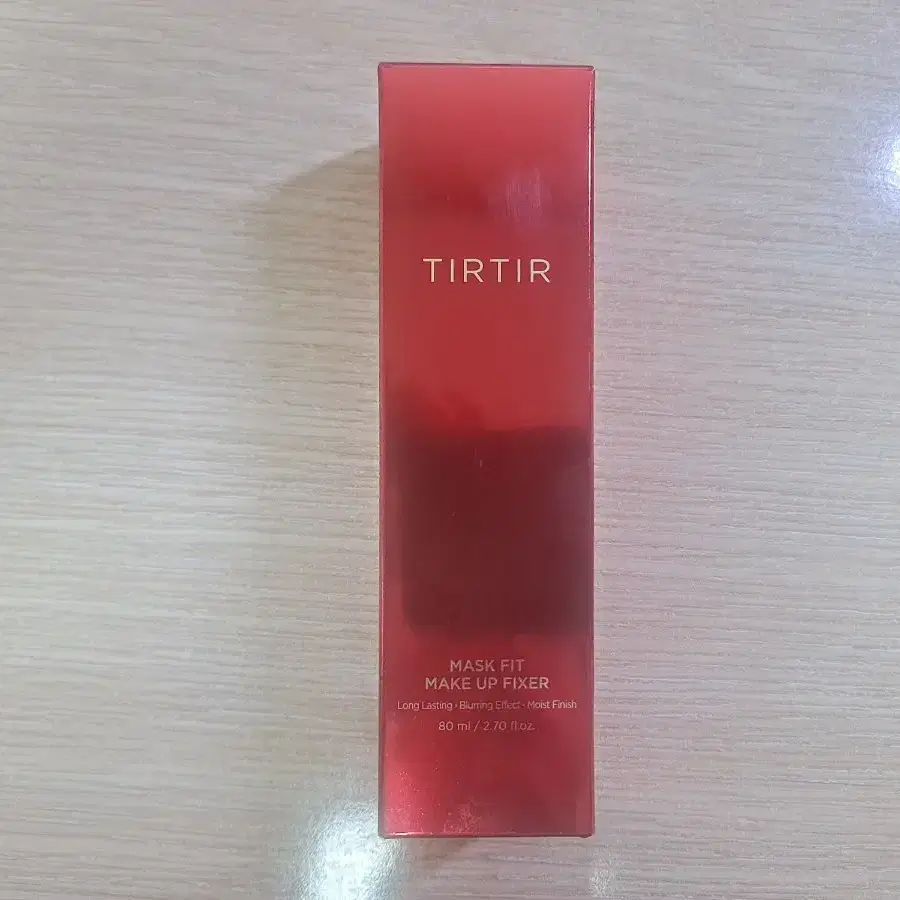 TIRTIR
MASK FIT
MAKE UP FIXER
Long Lasting · Blurring Effect · Moist Finish
80 ml / 2.70 fl.oz.